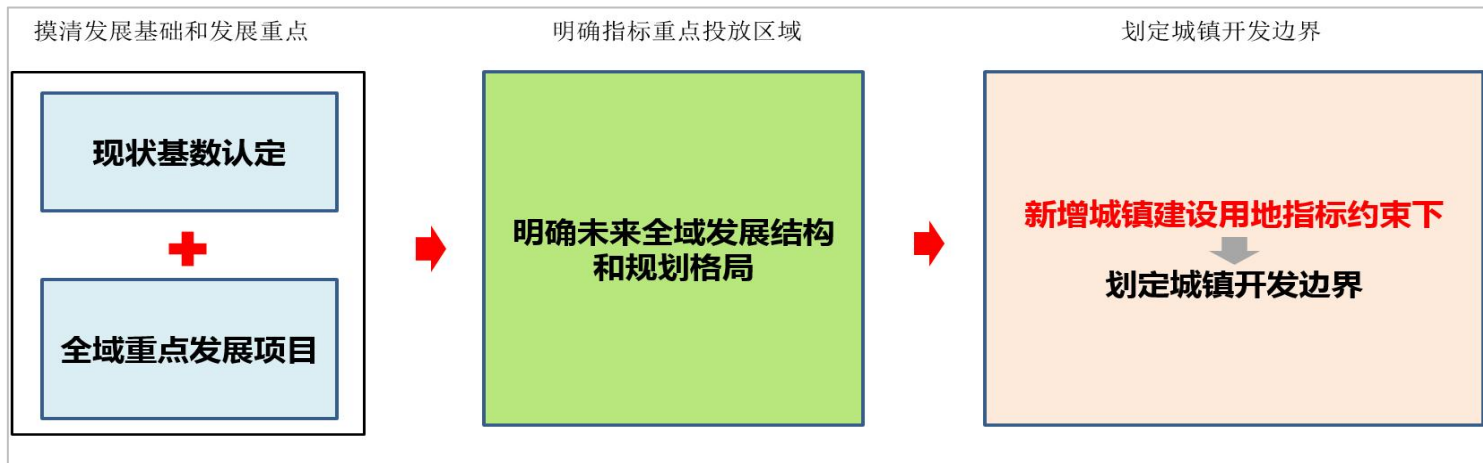 摸清发展基础和发展重点
现状基数认定
全域重点发展项目
明确指标重点投放区域
明确未来全域发展结构
和规划格局
划定城镇开发边界
新增城镇建设用地指标约束下
划定城镇开发边界